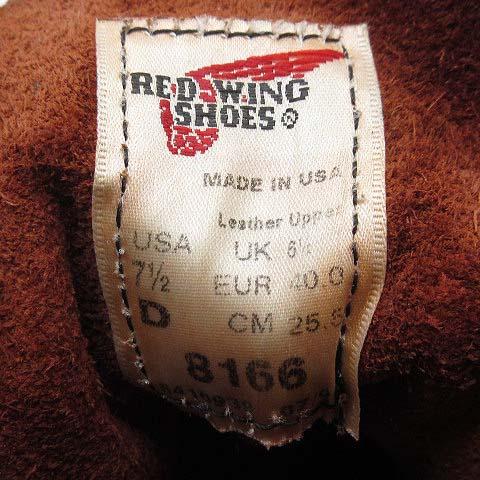 RED WING
SHOES ®
MADE IN USA
Leather Upper
USA UK 6½
7½ EUR 40.0
D CM 25.5
8166